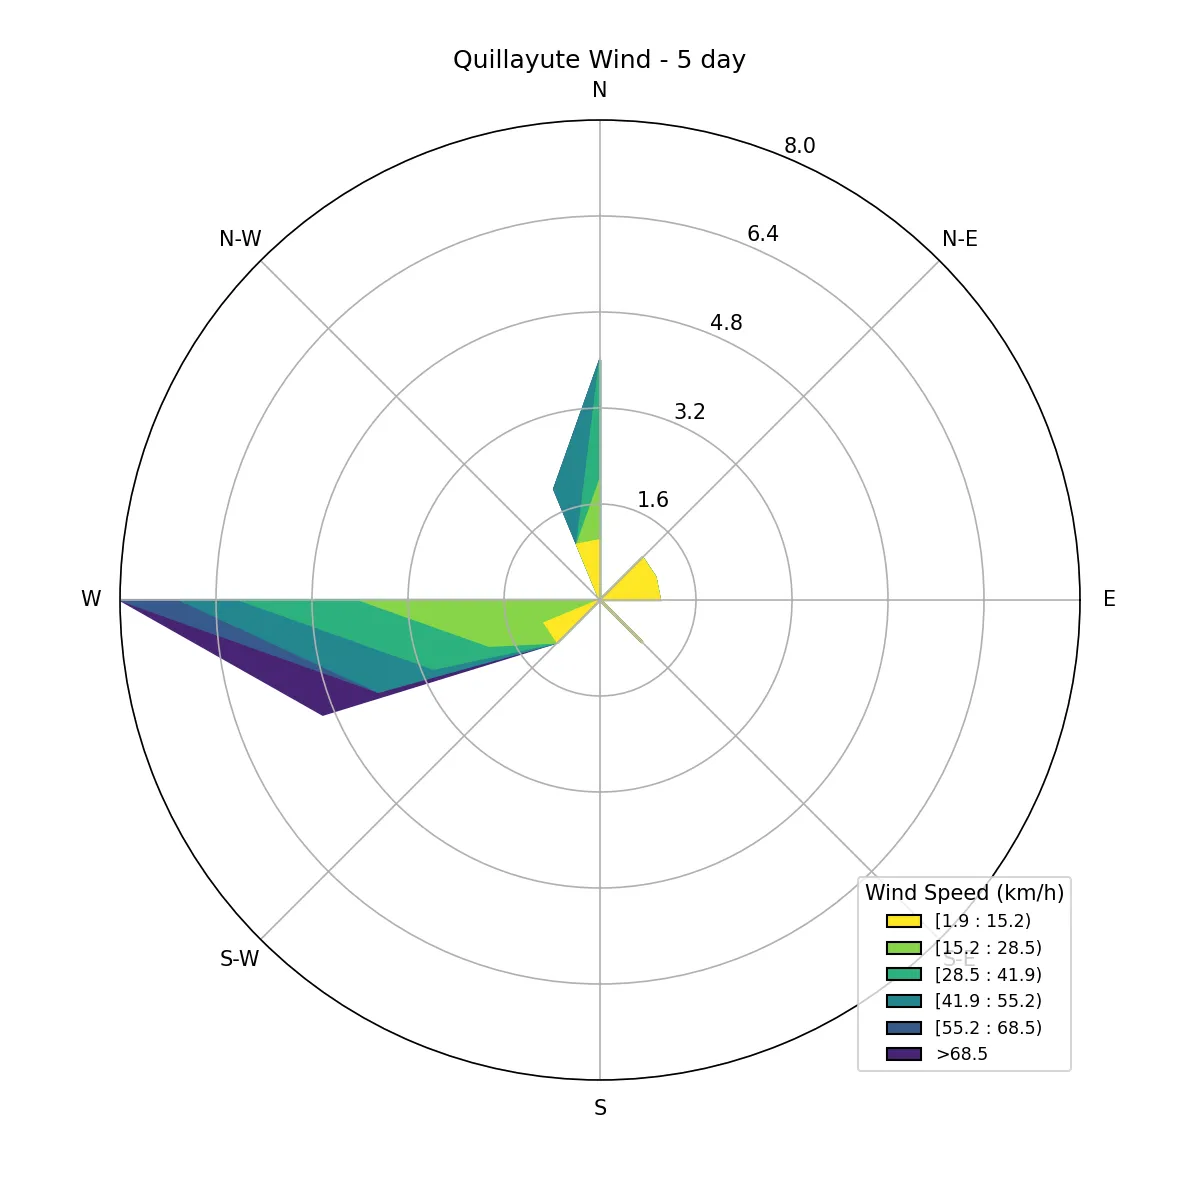 Quillayute Wind - 5 day
N
8.0
N-W
6.4
N-E
4.8
3.2
1.6
W
E
S-W
S-E
Wind Speed (km/h)
[1.9 : 15.2)
[15.2 : 28.5)
[28.5 : 41.9)
[41.9 : 55.2)
[55.2 : 68.5)
>68.5
S